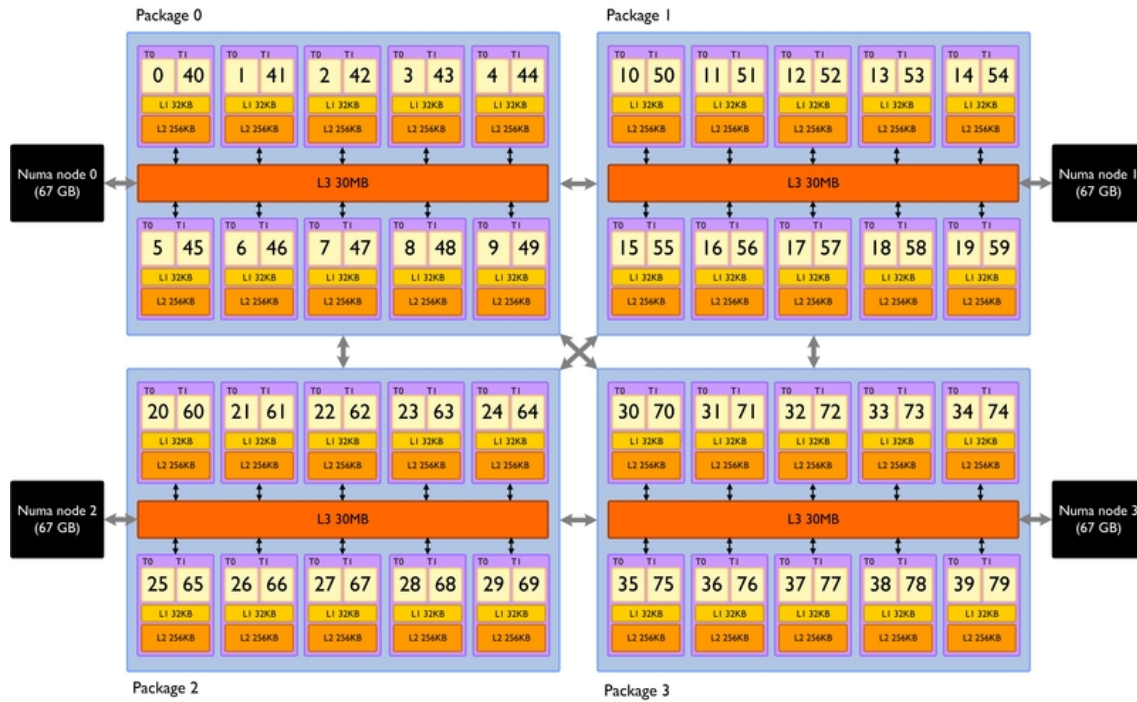 Package 0
Package 1
T0 T1 T0 T1 T0 T1 T0 T1 T0 T1
T0 T1 T0 T1 T0 T1 T0 T1 T0 T1
0 40 1 41 2 42 3 43 4 44
10 50 11 51 12 52 13 53 14 54
L1 32KB L1 32KB L1 32KB L1 32KB L1 32KB
L1 32KB L1 32KB L1 32KB L1 32KB L1 32KB
L2 256KB L2 256KB L2 256KB L2 256KB L2 256KB
L2 256KB L2 256KB L2 256KB L2 256KB L2 256KB
Numa node 0
(67 GB)
L3 30MB
L3 30MB
Numa node 1
(67 GB)
T0 T1 T0 T1 T0 T1 T0 T1 T0 T1
T0 T1 T0 T1 T0 T1 T0 T1 T0 T1
5 45 6 46 7 47 8 48 9 49
15 55 16 56 17 57 18 58 19 59
L1 32KB L1 32KB L1 32KB L1 32KB L1 32KB
L1 32KB L1 32KB L1 32KB L1 32KB L1 32KB
L2 256KB L2 256KB L2 256KB L2 256KB L2 256KB
L2 256KB L2 256KB L2 256KB L2 256KB L2 256KB
T0 T1 T0 T1 T0 T1 T0 T1 T0 T1
T0 T1 T0 T1 T0 T1 T0 T1 T0 T1
20 60 21 61 22 62 23 63 24 64
30 70 31 71 32 72 33 73 34 74
L1 32KB L1 32KB L1 32KB L1 32KB L1 32KB
L1 32KB L1 32KB L1 32KB L1 32KB L1 32KB
L2 256KB L2 256KB L2 256KB L2 256KB L2 256KB
L2 256KB L2 256KB L2 256KB L2 256KB L2 256KB
Numa node 2
(67 GB)
L3 30MB
L3 30MB
Numa node 3
(67 GB)
T0 T1 T0 T1 T0 T1 T0 T1 T0 T1
T0 T1 T0 T1 T0 T1 T0 T1 T0 T1
25 65 26 66 27 67 28 68 29 69
35 75 36 76 37 77 38 78 39 79
L1 32KB L1 32KB L1 32KB L1 32KB L1 32KB
L1 32KB L1 32KB L1 32KB L1 32KB L1 32KB
L2 256KB L2 256KB L2 256KB L2 256KB L2 256KB
L2 256KB L2 256KB L2 256KB L2 256KB L2 256KB
Package 2
Package 3